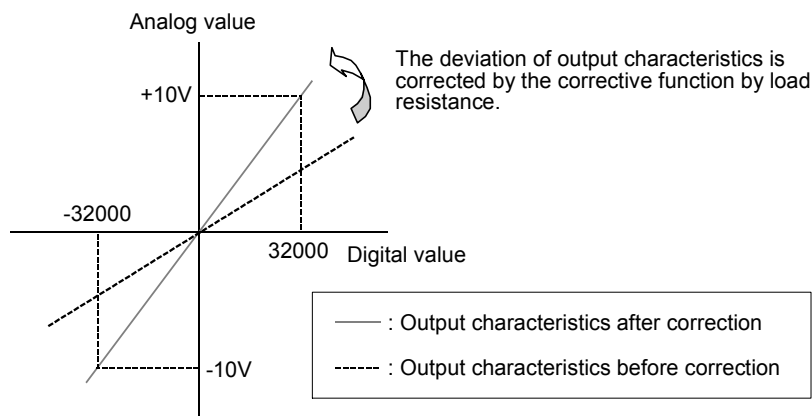 Analog value
The deviation of output characteristics is
corrected by the corrective function by load
resistance.
+10V
-32000
32000
Digital value
-10V
: Output characteristics after correction
: Output characteristics before correction